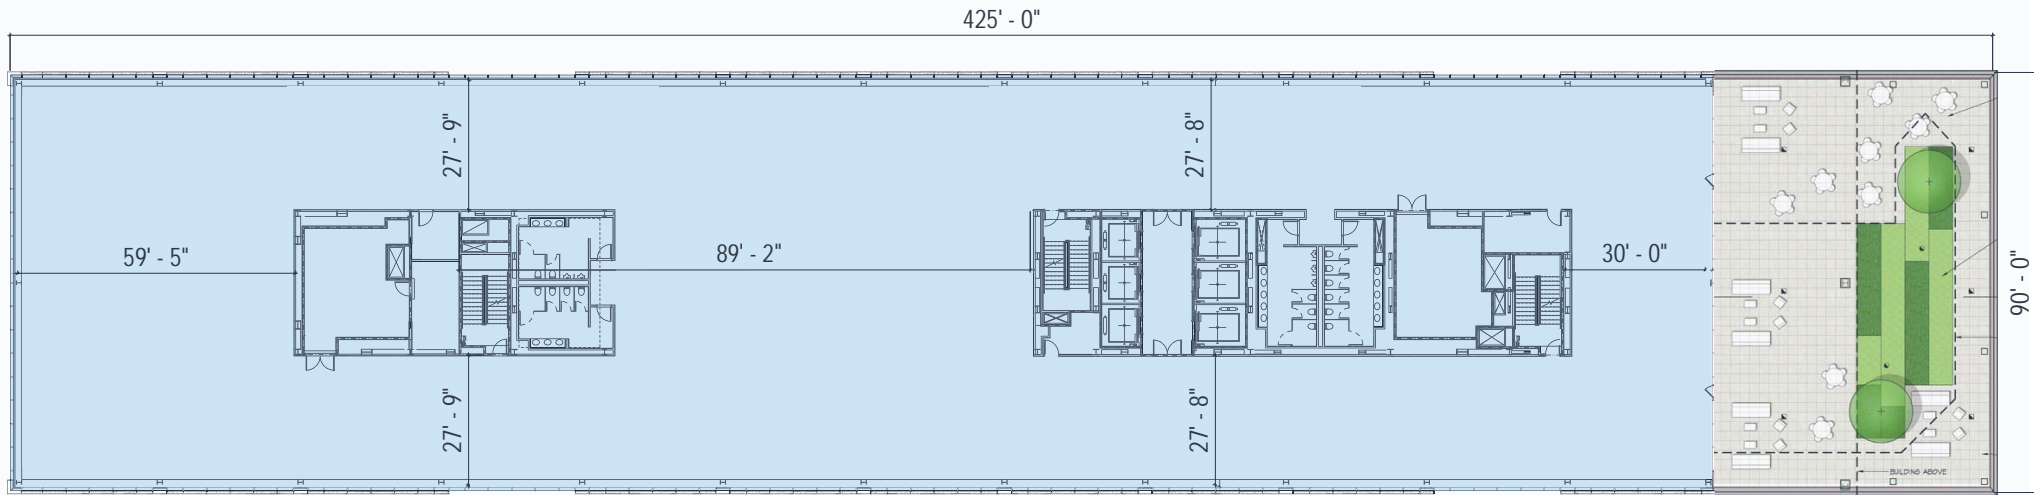 425' - 0"
27' - 9"
27' - 8"
59' - 5"
89' - 2"
30' - 0"
90' - 0"
27' - 9"
27' - 8"
BUILDING ABOVE